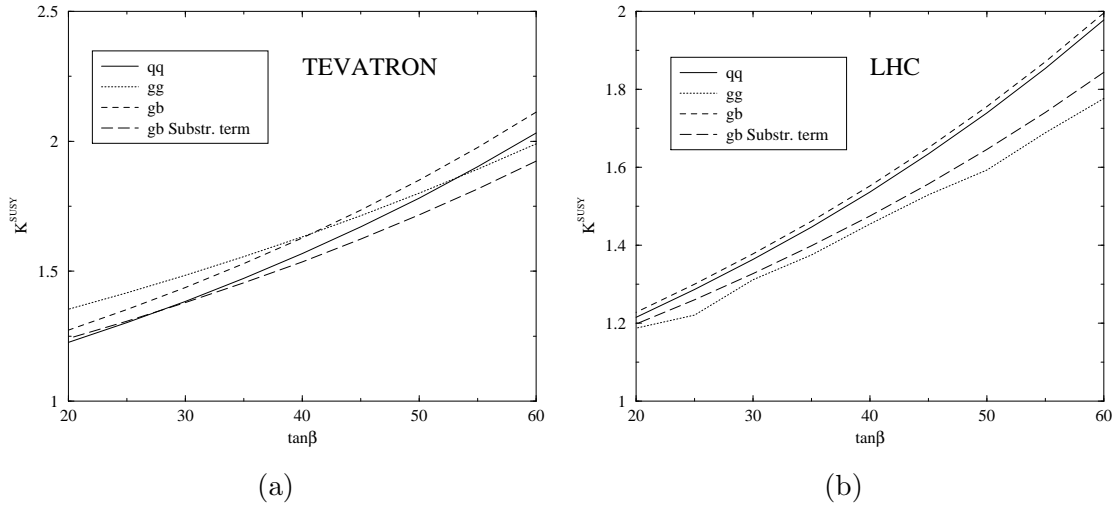 2.5
2
1.5
1
K^SUSY
20 30 40 50 60
tanβ
TEVATRON
qq
gg
gb
gb Substr. term
(a)
2
1.8
1.6
1.4
1.2
1
K^SUSY
20 30 40 50 60
tanβ
LHC
qq
gg
gb
gb Substr. term
(b)